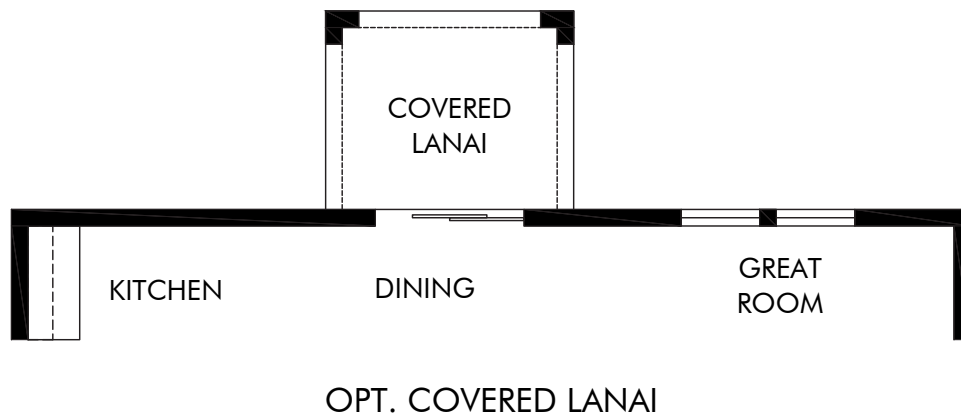 COVERED
LANAI
KITCHEN
DINING
GREAT
ROOM
OPT. COVERED LANAI